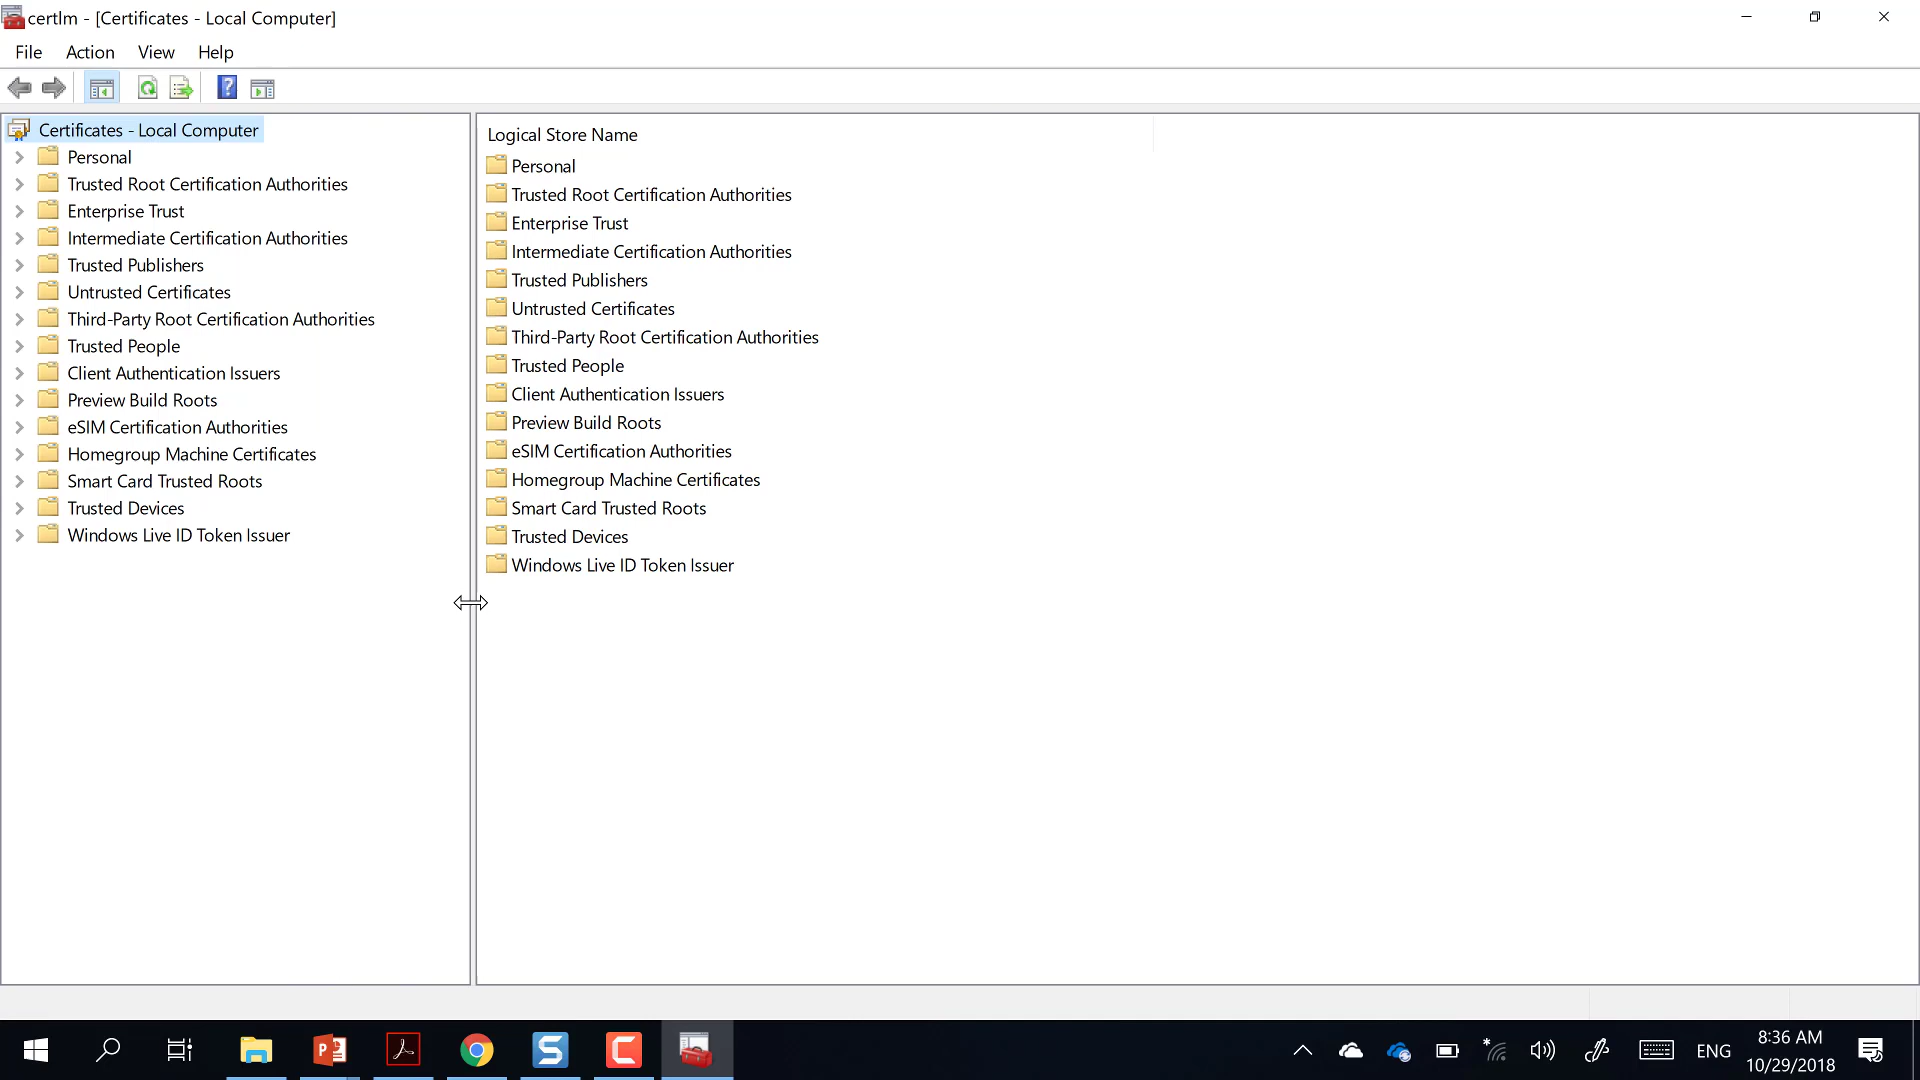 certlm - [Certificates - Local Computer]
File Action View Help
Certificates - Local Computer
Personal
Trusted Root Certification Authorities
Enterprise Trust
Intermediate Certification Authorities
Trusted Publishers
Untrusted Certificates
Third-Party Root Certification Authorities
Trusted People
Client Authentication Issuers
Preview Build Roots
eSIM Certification Authorities
Homegroup Machine Certificates
Smart Card Trusted Roots
Trusted Devices
Windows Live ID Token Issuer
Logical Store Name
Personal
Trusted Root Certification Authorities
Enterprise Trust
Intermediate Certification Authorities
Trusted Publishers
Untrusted Certificates
Third-Party Root Certification Authorities
Trusted People
Client Authentication Issuers
Preview Build Roots
eSIM Certification Authorities
Homegroup Machine Certificates
Smart Card Trusted Roots
Trusted Devices
Windows Live ID Token Issuer
ENG
8:36 AM
10/29/2018